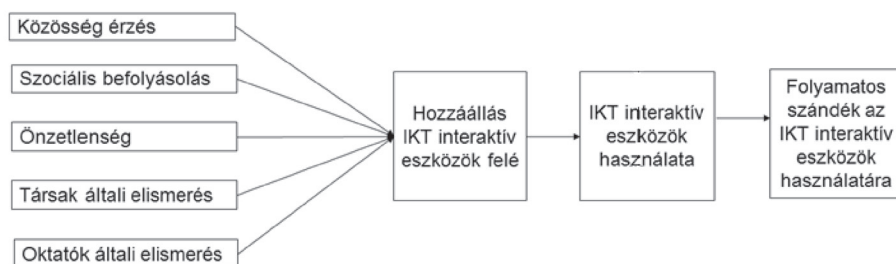 Közösség érzés
Szociális befolyásolás
Önzetlenség
Társak általi elismerés
Oktatók általi elismerés
Hozzáállás
IKT interaktív
eszközök felé
IKT interaktív
eszközök
használata
Folyamatos
szándék az
IKT interaktív
eszközök
használatára